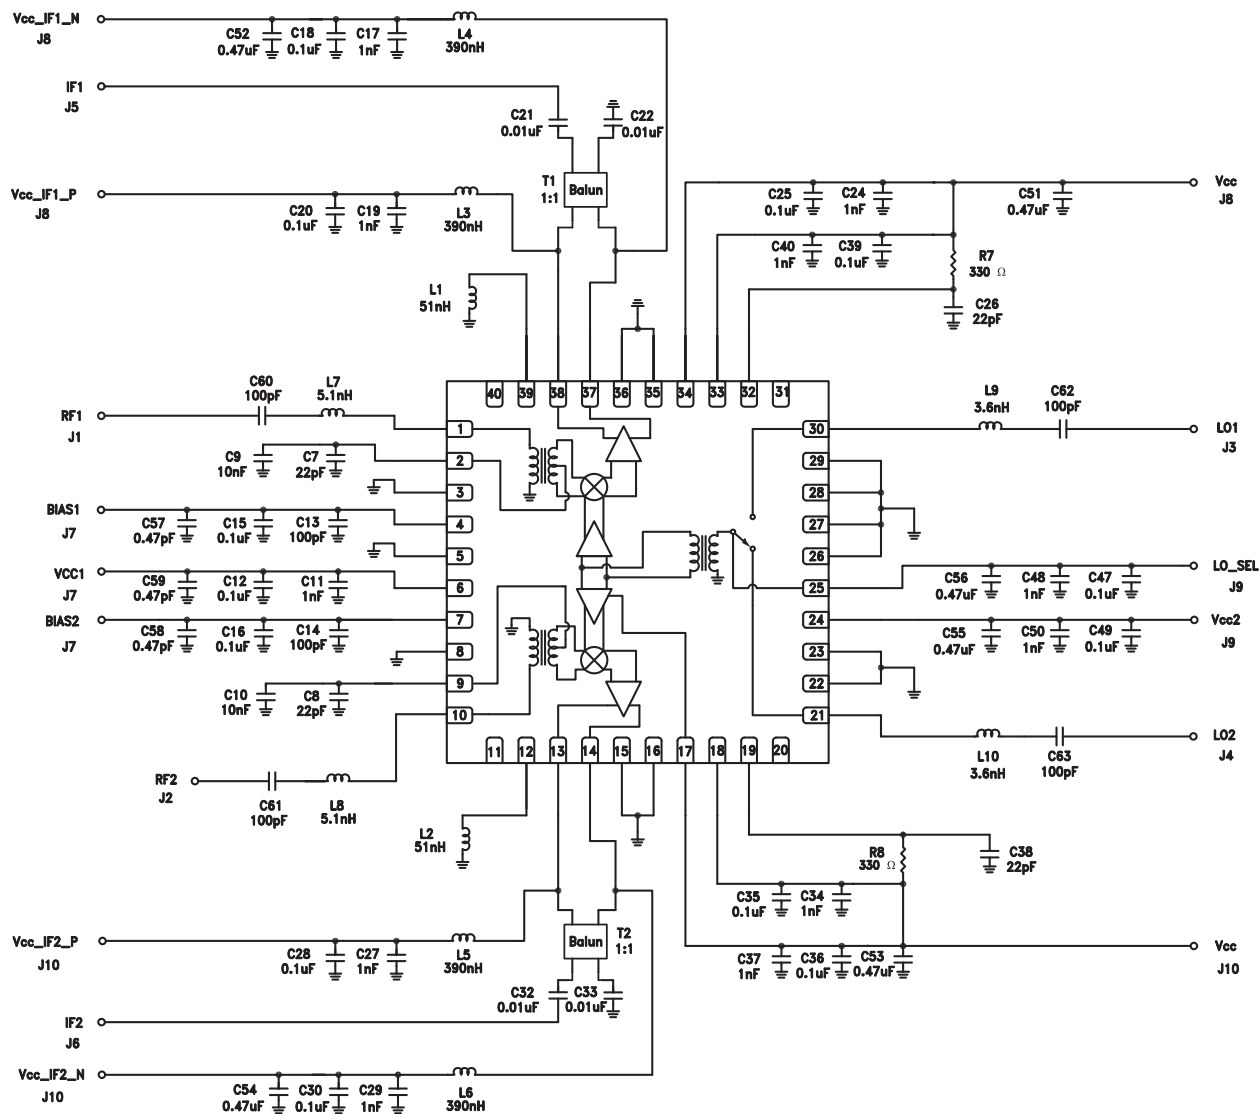 Vcc_IF1_N
J8
C52
0.47uF
C18
0.1uF
C17
1nF
L4
390nH
IF1
J5
C21
0.01uF
C22
0.01uF
Vcc_IF1_P
J8
C20
0.1uF
C19
1nF
L3
390nH
T1
1:1
Balun
C25
0.1uF
C24
1nF
C51
0.47uF
Vcc
J8
C40
1nF
C39
0.1uF
R7
330 Ω
C26
22pF
L1
51nH
40
39
38
37
36
35
34
33
32
31
RF1
J1
C60
100pF
L7
5.1nH
C9
10nF
C7
22pF
BIAS1
J7
C57
0.47pF
C15
0.1uF
C13
100pF
VCC1
J7
C59
0.47pF
C12
0.1uF
C11
1nF
BIAS2
J7
C58
0.47pF
C16
0.1uF
C14
100pF
C10
10nF
C8
22pF
RF2
J2
C61
100pF
L8
5.1nH
1
2
3
4
5
6
7
8
9
10
30
29
28
27
26
25
24
23
22
21
L9
3.6nH
C62
100pF
LO1
J3
LO_SEL
J9
C56
0.47uF
C48
1nF
C47
0.1uF
Vcc2
J9
C55
0.47uF
C50
1nF
C49
0.1uF
LO2
J4
L10
3.6nH
C63
100pF
11
12
13
14
15
16
17
18
19
20
L2
51nH
R8
330 Ω
C38
22pF
C35
0.1uF
C34
1nF
C37
1nF
C36
0.1uF
C53
0.47uF
Vcc
J10
Vcc_IF2_P
J10
C28
0.1uF
C27
1nF
L5
390nH
Balun
T2
1:1
C32
0.01uF
C33
0.01uF
IF2
J6
Vcc_IF2_N
J10
C54
0.47uF
C30
0.1uF
C29
1nF
L6
390nH